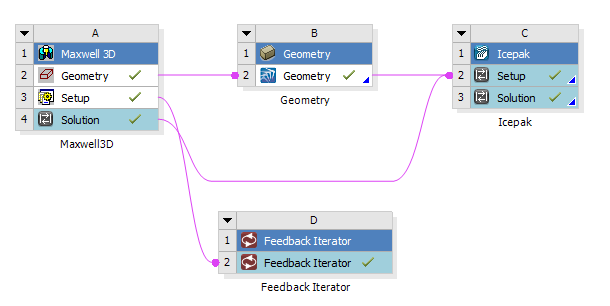 A
1 Maxwell 3D
2 Geometry
3 Setup
4 Solution
Maxwell3D
B
1 Geometry
2 Geometry
Geometry
C
1 Icepak
2 Setup
3 Solution
Icepak
D
1 Feedback Iterator
2 Feedback Iterator
Feedback Iterator